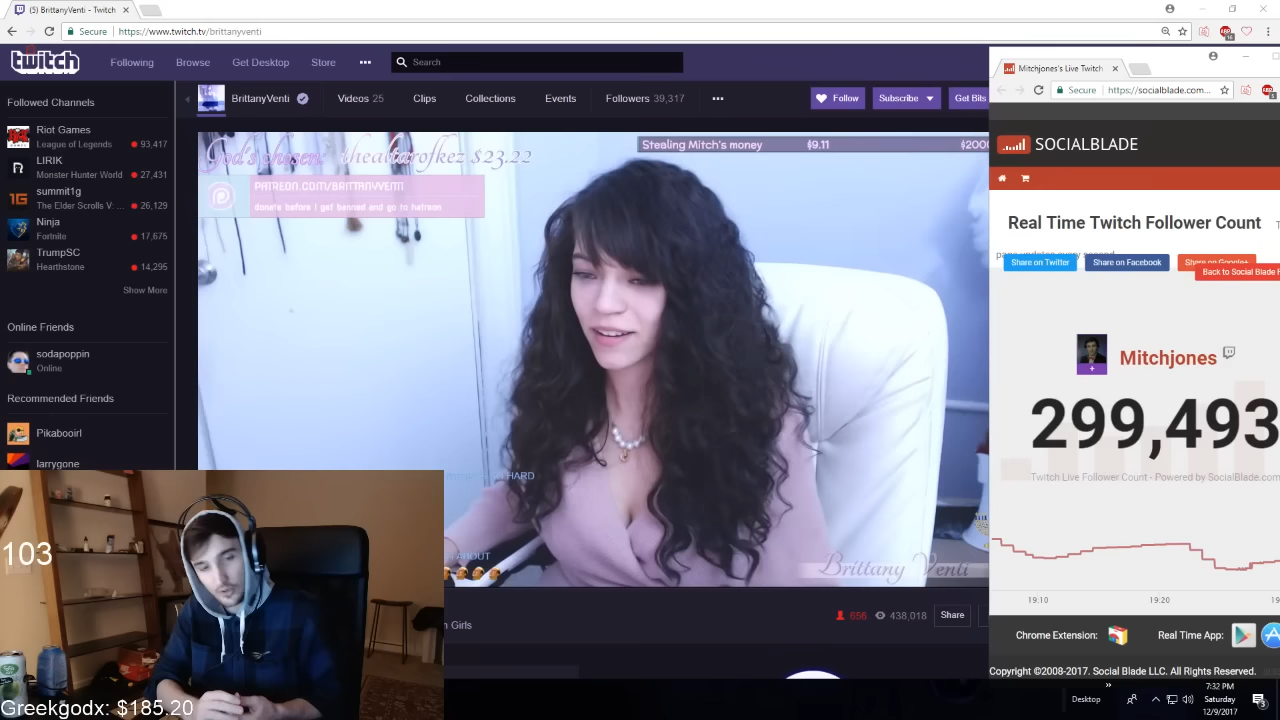 (5) BrittanyVenti - Twitch
Secure
https://www.twitch.tv/brittanyventi
twitch
Following
Browse
Get Desktop
Store
Search
Followed Channels
Riot Games
League of Legends
93,417
LIRIK
Monster Hunter World
27,431
summit1g
The Elder Scrolls V: ...
26,129
Ninja
Fortnite
17,675
TrumpSC
Hearthstone
14,295
Show More
Online Friends
sodapoppin
Online
Recommended Friends
Pikabooirl
larrygone
BrittanyVenti
Videos 25
Clips
Collections
Events
Followers 39,317
Follow
Subscribe
Get Bits
God's chosen thealtarofkez $23.22
PATREON.COM/BRITTANYVENTI
donate before I get banned and go to hatreon
Stealing Mitch's money
$9.11
$2000
HARD
ABOUT
Brittany Venti
Girls
656
438,018
Share
103
Greekgodx: $185.20
Mitchjones's Live Twitch
Secure
https://socialblade.com...
SOCIALBLADE
Real Time Twitch Follower Count
Share on Twitter
Share on Facebook
Share on Google+
Back to Social Blade
Mitchjones
299,493
Twitch Live Follower Count - Powered by SocialBlade.com
19:10
19:20
Chrome Extension:
Real Time App:
Copyright ©2008-2017. Social Blade LLC. All Rights Reserved.
Desktop
7:32 PM
Saturday
12/9/2017